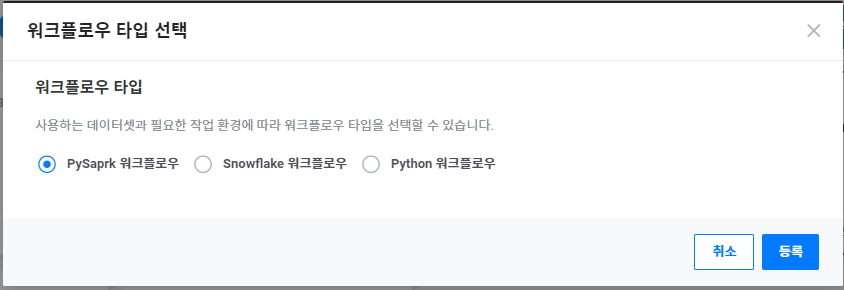 워크플로우 타입 선택
워크플로우 타입
사용하는 데이터셋과 필요한 작업 환경에 따라 워크플로우 타입을 선택할 수 있습니다.
PySaprk 워크플로우 Snowflake 워크플로우 Python 워크플로우
취소 등록